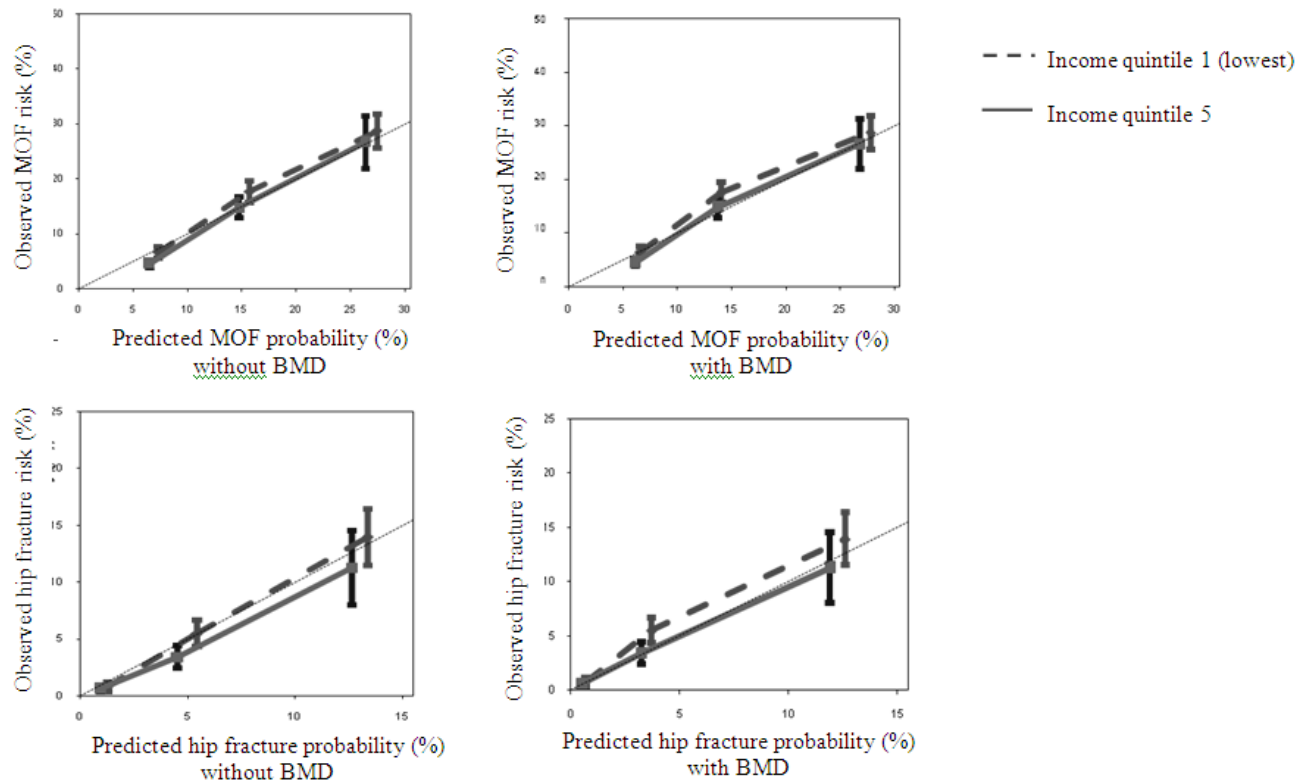 Observed MOF risk (%)
50
40
30
20
10
0
0 5 10 15 20 25 30
Predicted MOF probability (%)
without BMD
Observed MOF risk (%)
50
40
30
20
10
0
0 5 10 15 20 25 30
Predicted MOF probability (%)
with BMD
Income quintile 1 (lowest)
Income quintile 5
Observed hip fracture risk (%)
25
20
15
10
5
0
0 5 10 15
Predicted hip fracture probability (%)
without BMD
Observed hip fracture risk (%)
25
20
15
10
5
0
0 5 10 15
Predicted hip fracture probability (%)
with BMD